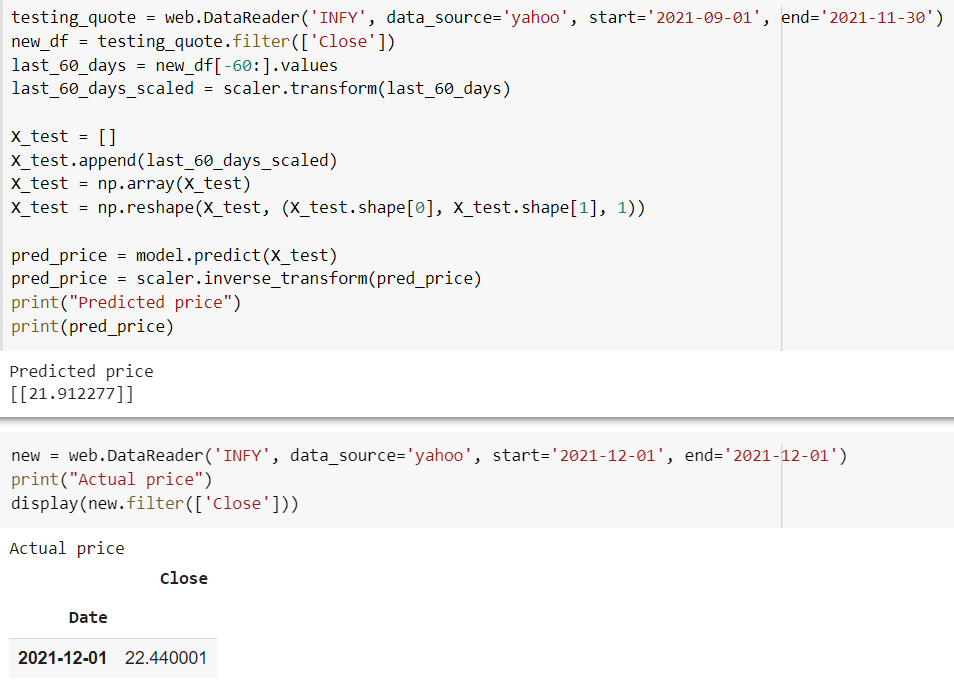 testing_quote = web.DataReader('INFY', data_source='yahoo', start='2021-09-01', end='2021-11-30')
new_df = testing_quote.filter(['Close'])
last_60_days = new_df[-60:].values
last_60_days_scaled = scaler.transform(last_60_days)
X_test = []
X_test.append(last_60_days_scaled)
X_test = np.array(X_test)
X_test = np.reshape(X_test, (X_test.shape[0], X_test.shape[1], 1))
pred_price = model.predict(X_test)
pred_price = scaler.inverse_transform(pred_price)
print("Predicted price")
print(pred_price)
Predicted price
[[21.912277]]
new = web.DataReader('INFY', data_source='yahoo', start='2021-12-01', end='2021-12-01')
print("Actual price")
display(new.filter(['Close']))
Actual price
Close
Date
2021-12-01 22.440001